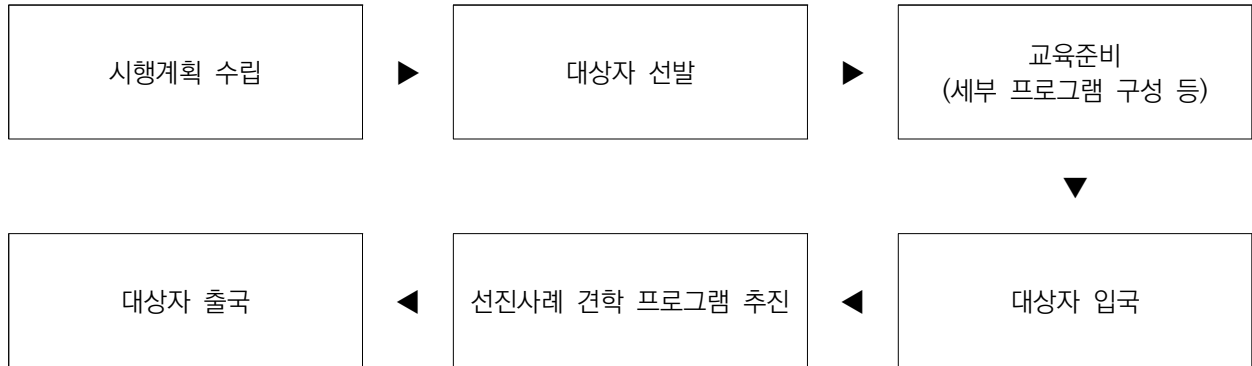 시행계획 수립
▶
대상자 선발
▶
교육준비
(세부 프로그램 구성 등)
▼
대상자 입국
◀
선진사례 견학 프로그램 추진
◀
대상자 출국